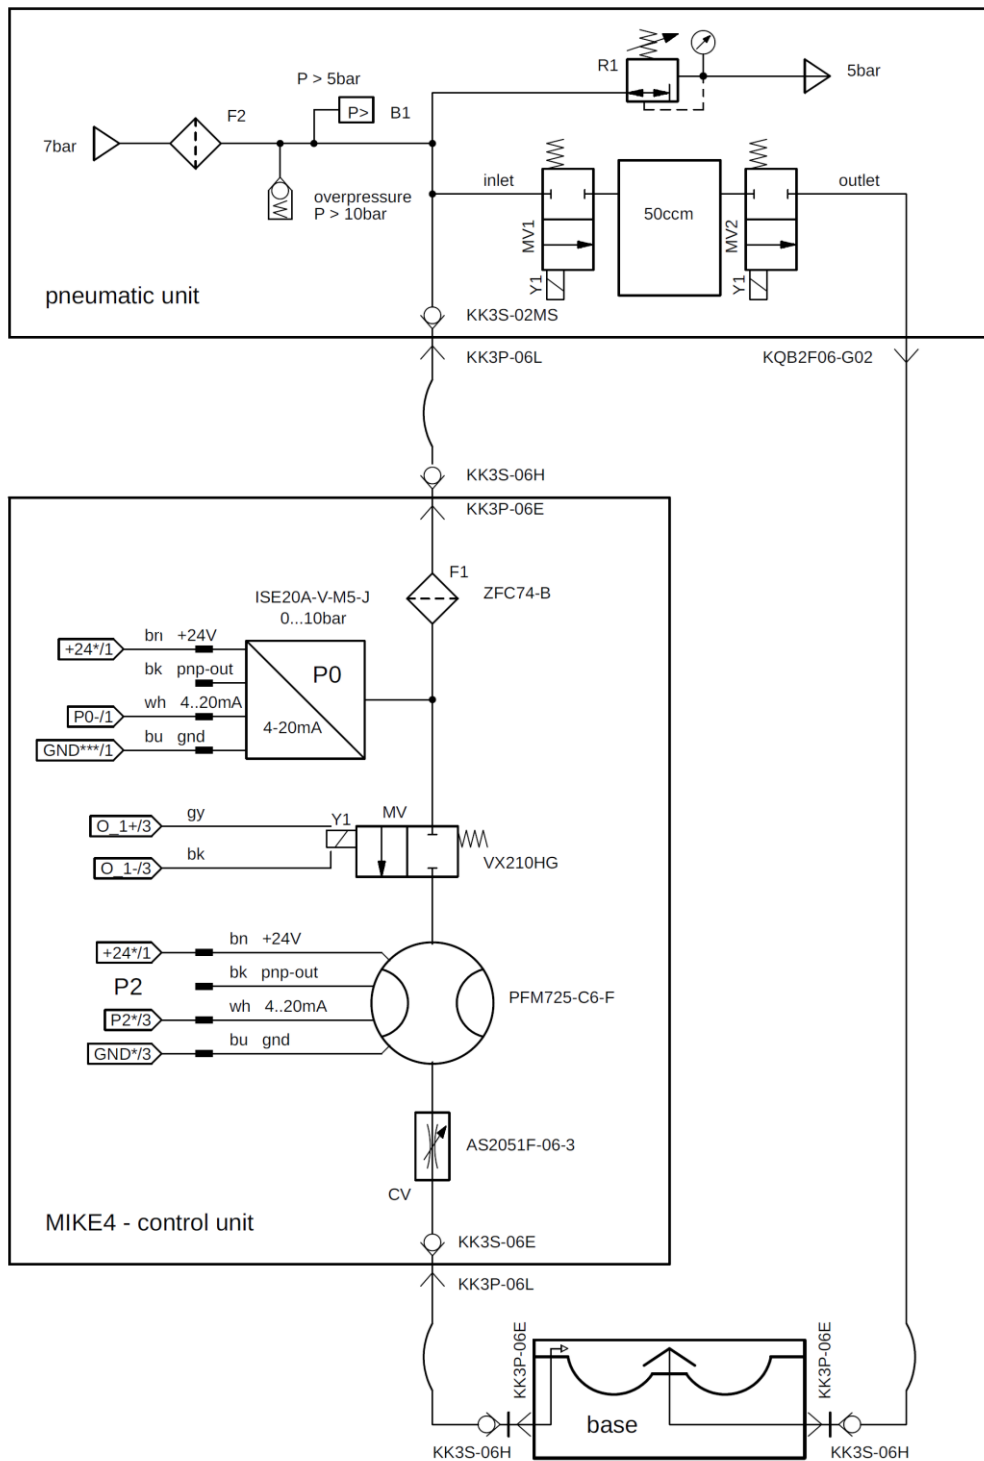 P > 5bar
R1
5bar
P>
B1
F2
7bar
overpressure
P > 10bar
inlet
outlet
50ccm
MV1
MV2
Y1
Y1
pneumatic unit
KK3S-02MS
KK3P-06L
KQB2F06-G02
KK3S-06H
KK3P-06E
F1
ZFC74-B
ISE20A-V-M5-J
0...10bar
+24*/1
bn +24V
bk pnp-out
P0
P0-/1
wh 4..20mA
4-20mA
GND***/1
bu gnd
O_1+/3
gy
Y1
MV
O_1-/3
bk
VX210HG
+24*/1
bn +24V
P2
bk pnp-out
PFM725-C6-F
P2*/3
wh 4..20mA
GND*/3
bu gnd
AS2051F-06-3
CV
MIKE4 - control unit
KK3S-06E
KK3P-06L
KK3P-06E
KK3P-06E
base
KK3S-06H
KK3S-06H